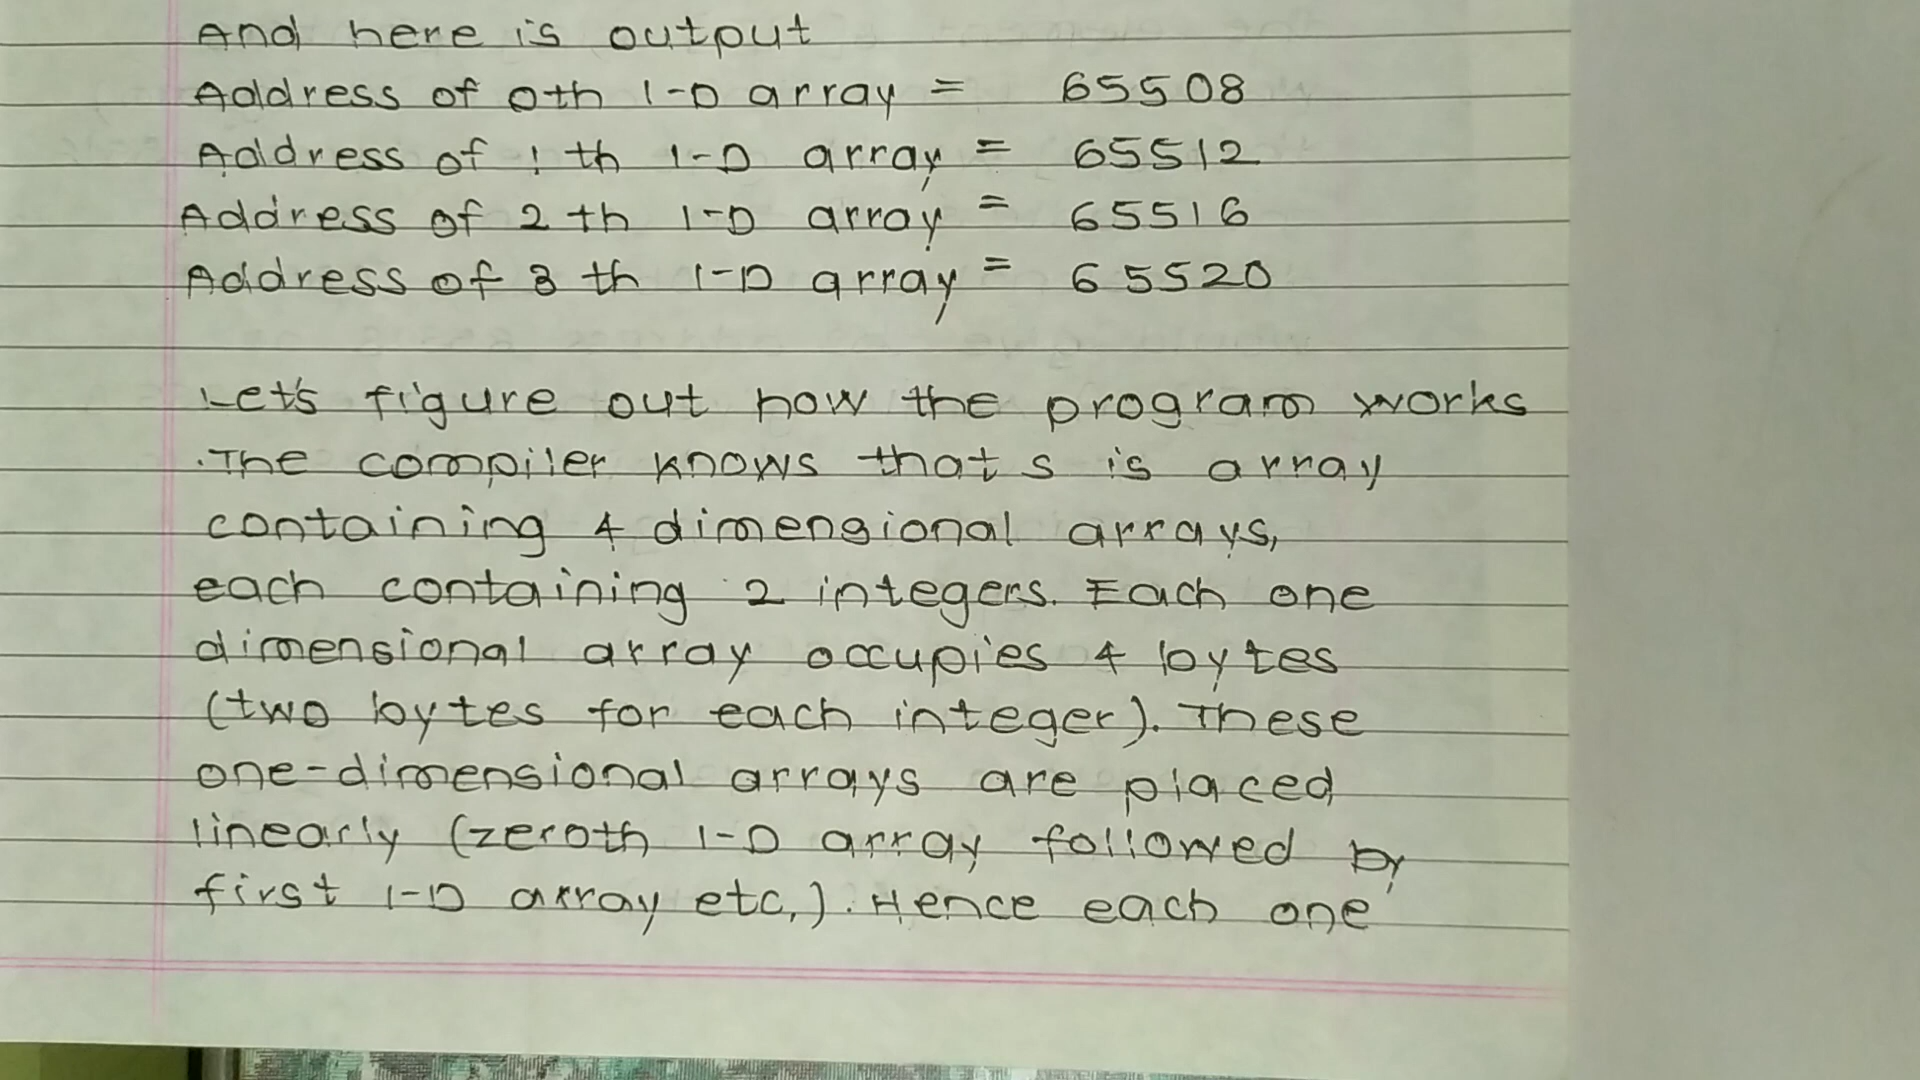 And here is output
Address of 0th 1-D array = 65508
Address of 1 th 1-D array = 65512
Address of 2 th 1-D array = 65516
Address of 3 th 1-D array = 65520
Let's figure out how the program works
.The compiler knows that s is array
containing 4 dimensional arrays,
each containing 2 integers. Each one
dimensional array occupies 4 bytes
(two bytes for each integer). These
one-dimensional arrays are placed
linearly (zeroth 1-D array followed by
first 1-D array etc.). Hence each one